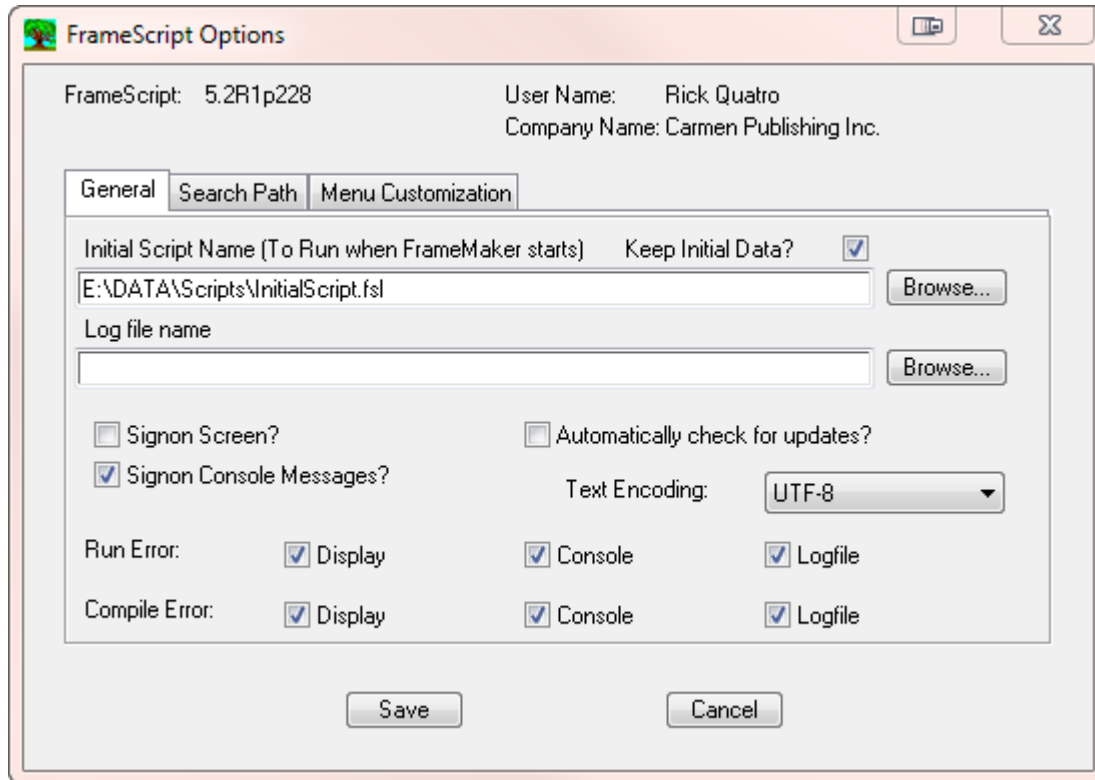 FrameScript Options
FrameScript: 5.2R1p228 User Name: Rick Quatro
Company Name: Carmen Publishing Inc.
General Search Path Menu Customization
Initial Script Name (To Run when FrameMaker starts) Keep Initial Data?
E:\DATA\Scripts\InitialScript.fsl Browse...
Log file name
Browse...
Signon Screen? Automatically check for updates?
Signon Console Messages?
Text Encoding: UTF-8
Run Error: Display Console Logfile
Compile Error: Display Console Logfile
Save Cancel